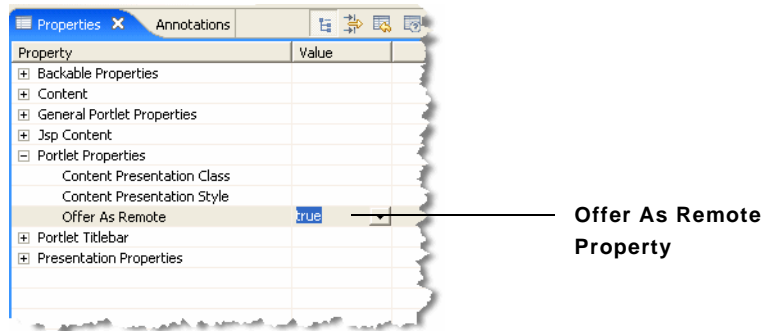 Properties Annotations
Property Value
Backable Properties
Content
General Portlet Properties
Jsp Content
Portlet Properties
Content Presentation Class
Content Presentation Style
Offer As Remote true
Offer As Remote
Property
Portlet Titlebar
Presentation Properties